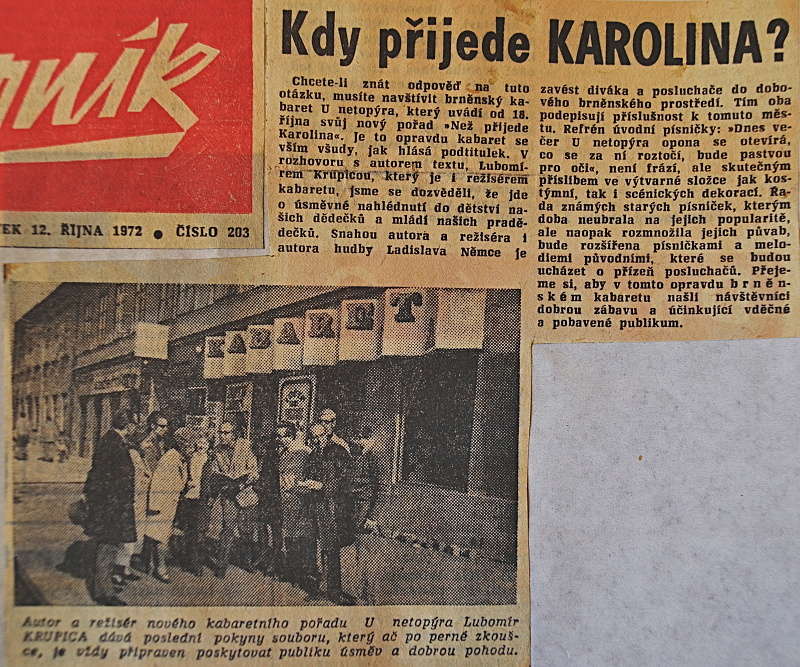 rník
TEK 12. ŘÍJNA 1972 ● ČÍSLO 203
Kdy přijede KAROLINA?
Chcete-li znát odpověď na tuto
otázku, musíte navštívit brněnský ka-
baret U netopýra, který uvádí od 18.
října svůj nový pořad »Než přijede
Karolina«. Je to opravdu kabaret se
vším všudy, jak hlásá podtitulek. V
rozhovoru s autorem textu, Lubomí-
rem Krupicou, který je i režisérem
kabaretu, jsme se dozvěděli, že jde
o úsměvné nahlédnutí do dětství na-
šich dědečků a mládí našich pradě-
dečků. Snahou autora a režiséra i
autora hudby Ladislava Němce je
zavést diváka a posluchače do dobo-
vého brněnského prostředí. Tím oba
podepisují příslušnost k tomuto měs-
tu. Refrén úvodní písničky: »Dnes ve-
čer U netopýra opona se otevírá,
co se za ní roztočí, bude pastvou
pro oči«, není frází, ale skutečným
příslibem ve výtvarné složce jak kos-
týmní, tak i scénických dekorací. Řa-
da známých starých písniček, kterým
doba neubrala na jejich popularitě,
ale naopak rozmnožila jejich půvab,
bude rozšířena písničkami a melo-
diemi původními, které se budou
ucházet o přízeň posluchačů. Přeje-
me si, aby v tomto opravdu brněn-
ském kabaretu našli návštěvníci
dobrou zábavu a účinkující vděčné
a pobavené publikum.
KABARET
Autor a režisér nového kabaretního pořadu U netopýra Lubomír
KRUPICA dává poslední pokyny souboru, který ač po perné zkouš-
ce, je vždy připraven poskytovat publiku úsměv a dobrou pohodu.